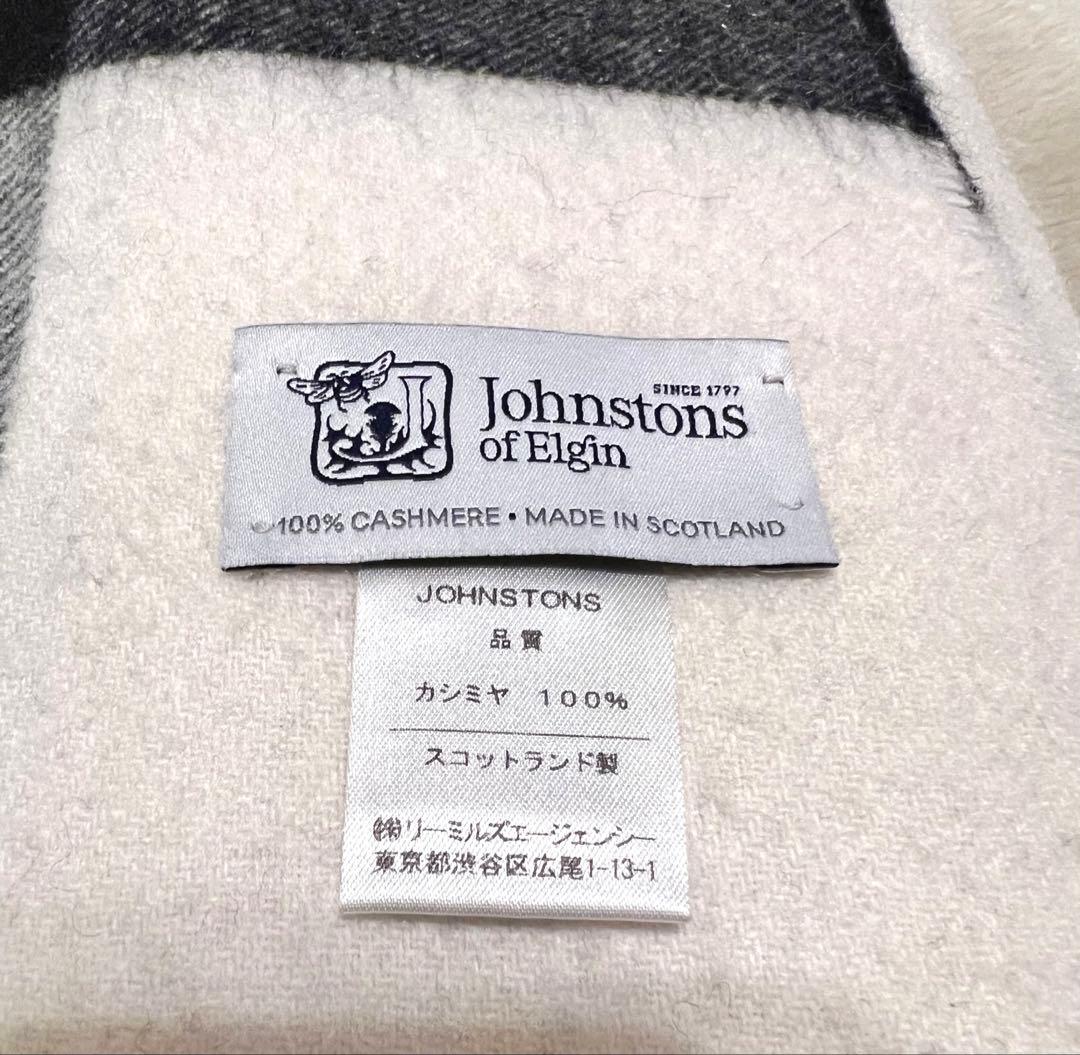 SINCE 1797
Johnstons
of Elgin
100% CASHMERE • MADE IN SCOTLAND
JOHNSTONS
品質
カシミヤ 100%
スコットランド製
㈱リーミルズエージェンシー
東京都渋谷区広尾1-13-1